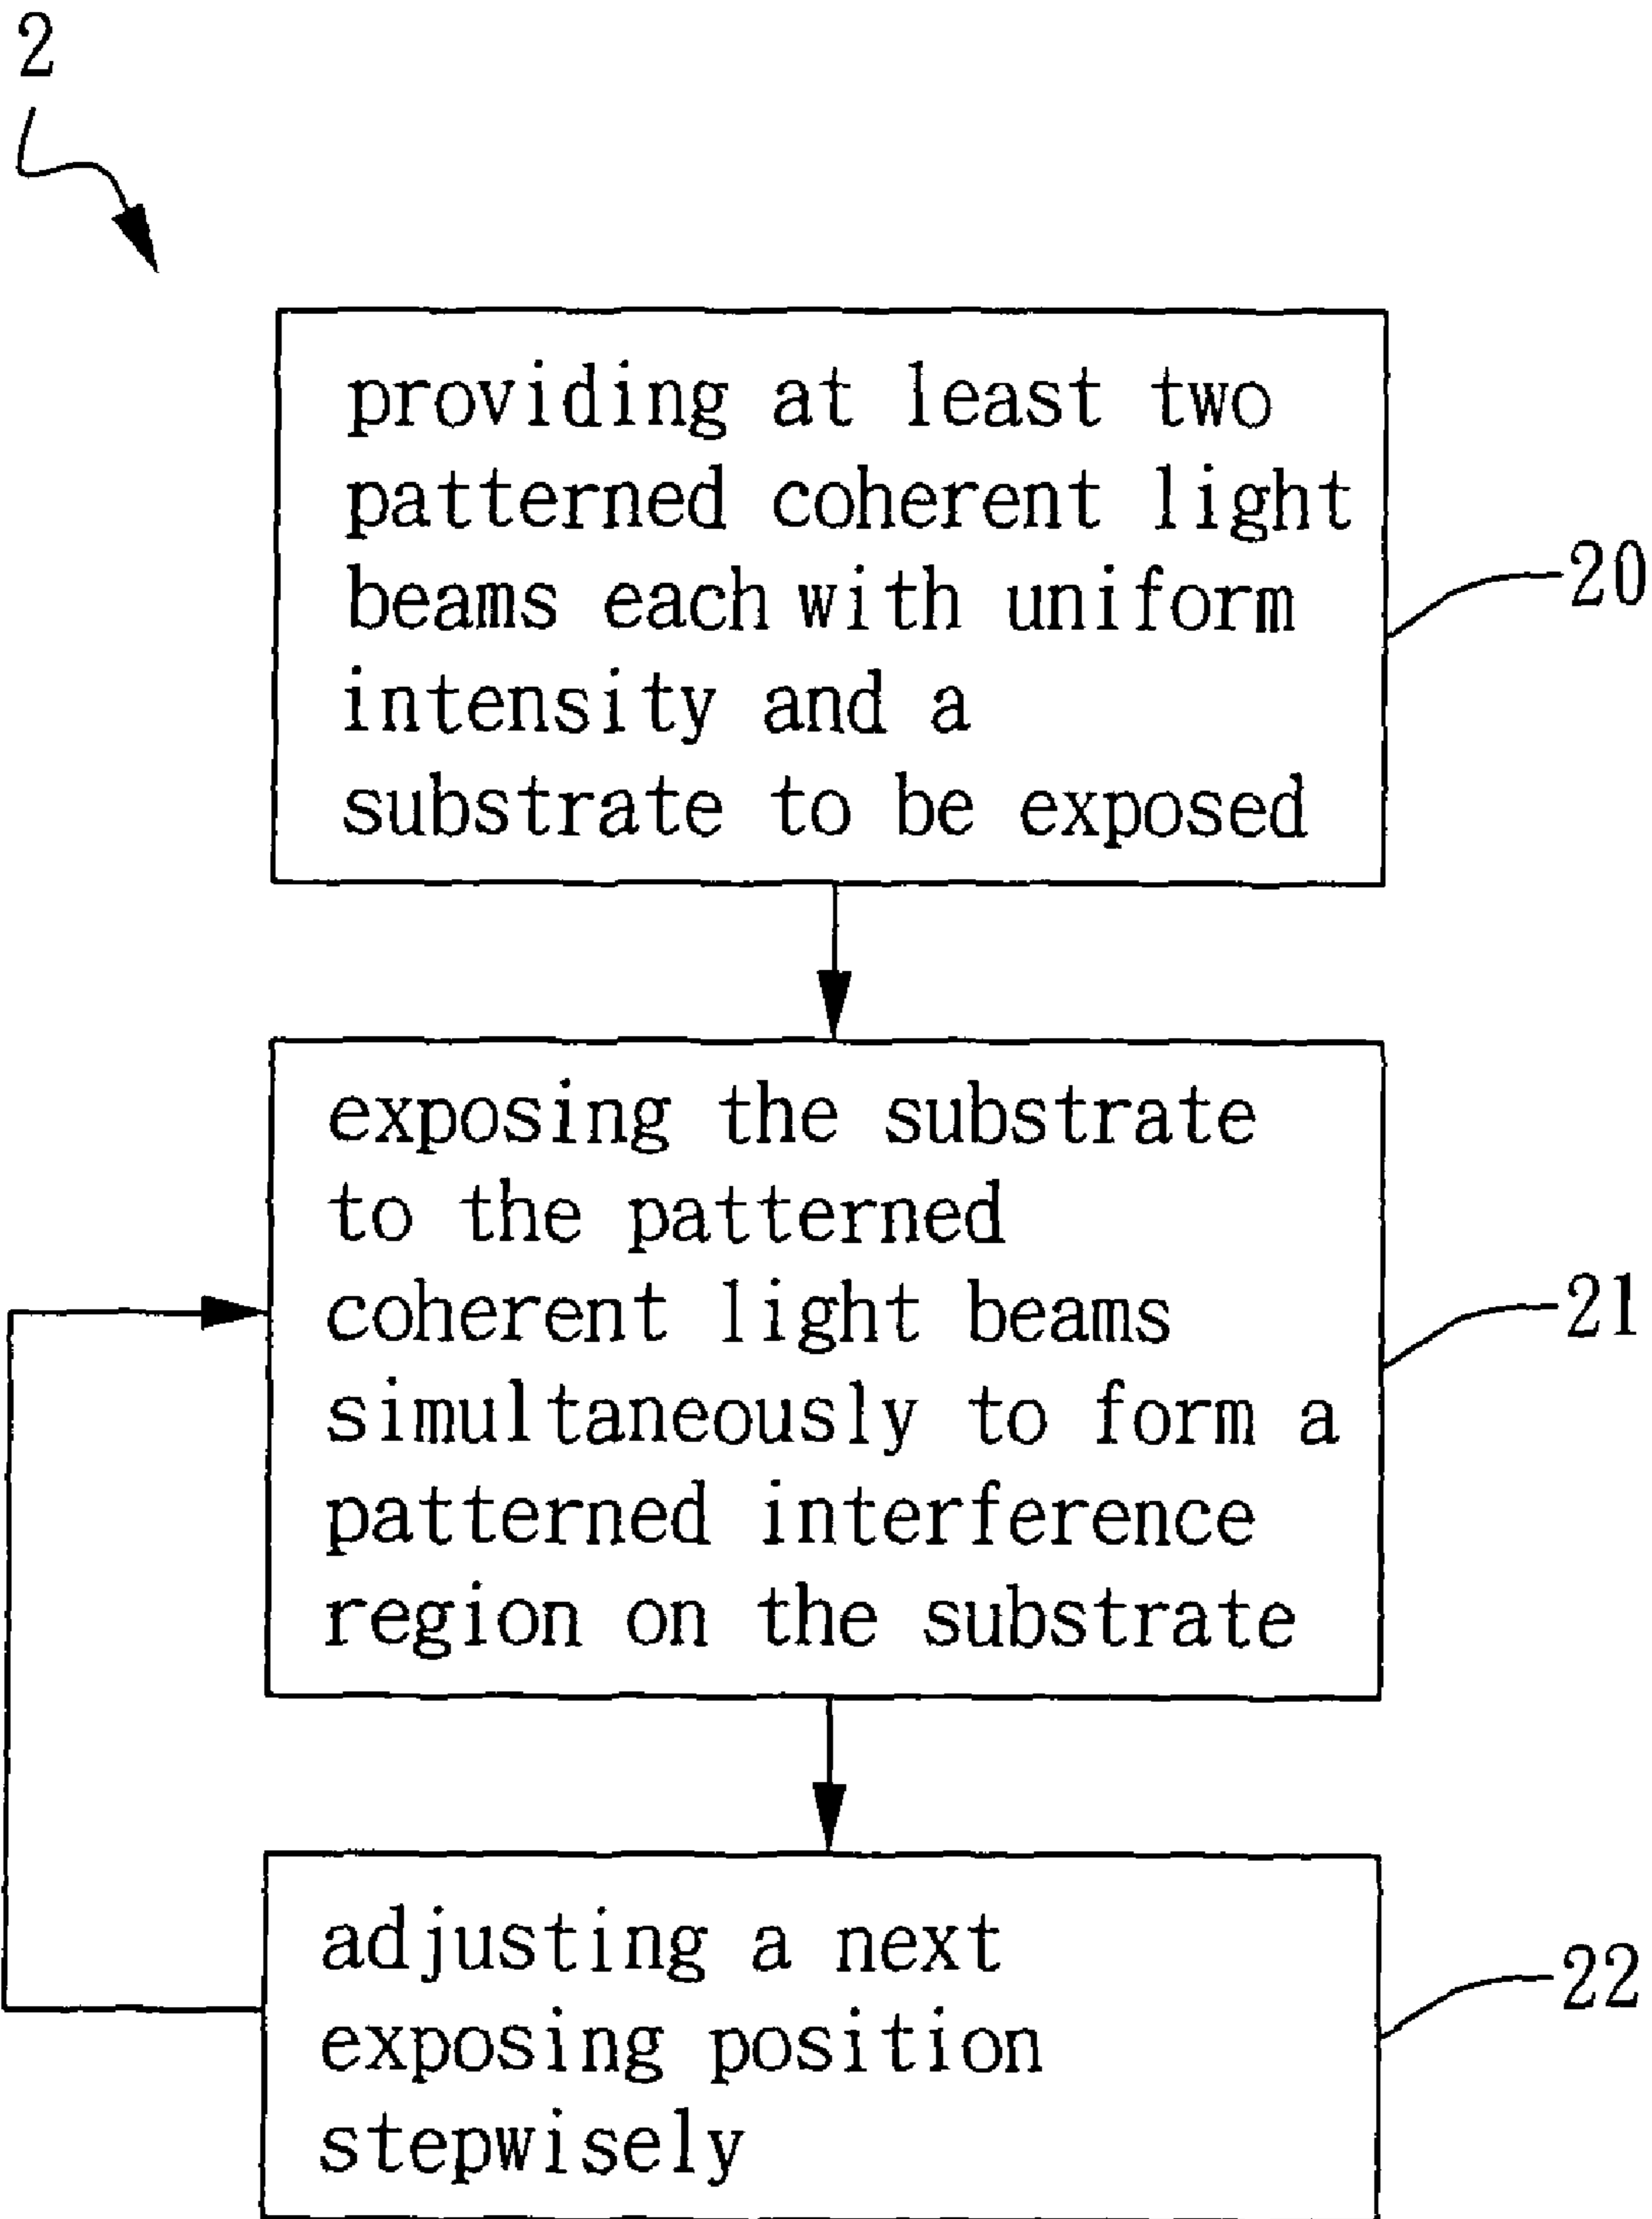 2
providing at least two
patterned coherent light
beams each with uniform
intensity and a
substrate to be exposed
20
exposing the substrate
to the patterned
coherent light beams
simultaneously to form a
patterned interference
region on the substrate
21
adjusting a next
exposing position
stepwisely
22